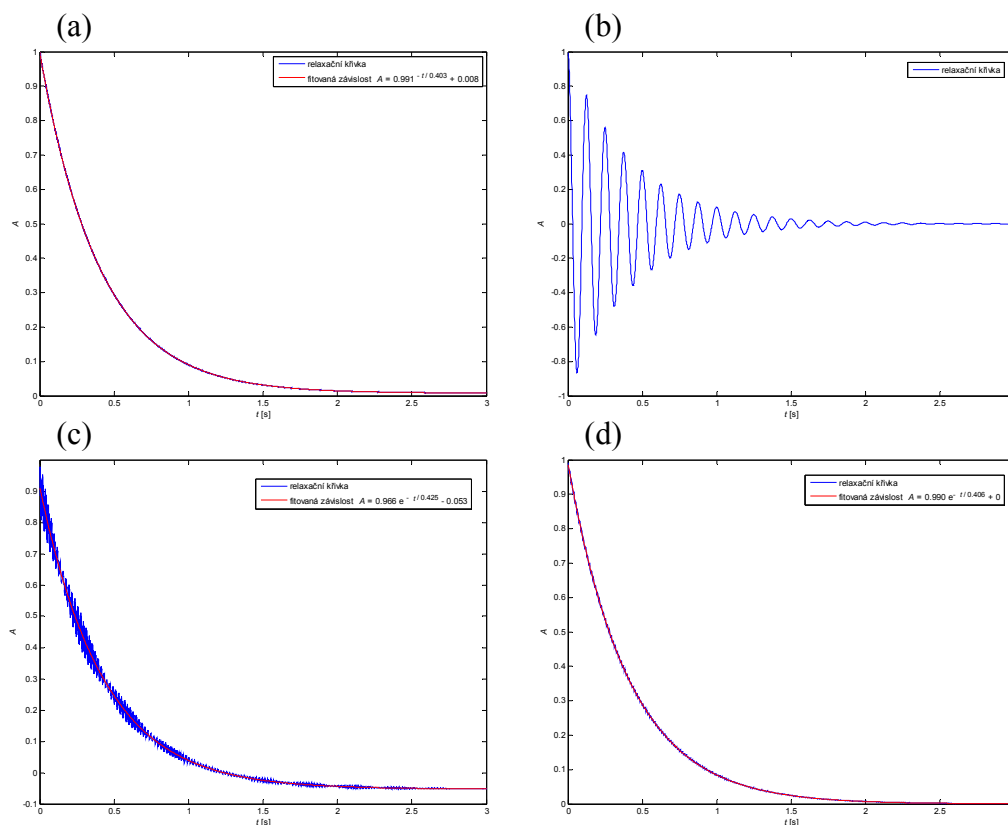 (a)
1
0.9
0.8
0.7
0.6
0.5
0.4
0.3
0.2
0.1
0
A
relaxační křivka
fitovaná závislost A = 0.991 - t / 0.403 + 0.008
0 0.5 1 1.5 2 2.5 3
t [s]
(b)
1
0.8
0.6
0.4
0.2
0
-0.2
-0.4
-0.6
-0.8
-1
A
relaxační křivka
0 0.5 1 1.5 2 2.5
t [s]
(c)
0.9
0.8
0.7
0.6
0.5
0.4
0.3
0.2
0.1
0
-0.1
A
relaxační křivka
fitovaná závislost A = 0.966 e - t / 0.425 - 0.053
0 0.5 1 1.5 2 2.5 3
t [s]
(d)
1
0.9
0.8
0.7
0.6
0.5
0.4
0.3
0.2
0.1
0
A
relaxační křivka
fitovaná závislost A = 0.990 e - t / 0.406 + 0
0 0.5 1 1.5 2 2.5
t [s]